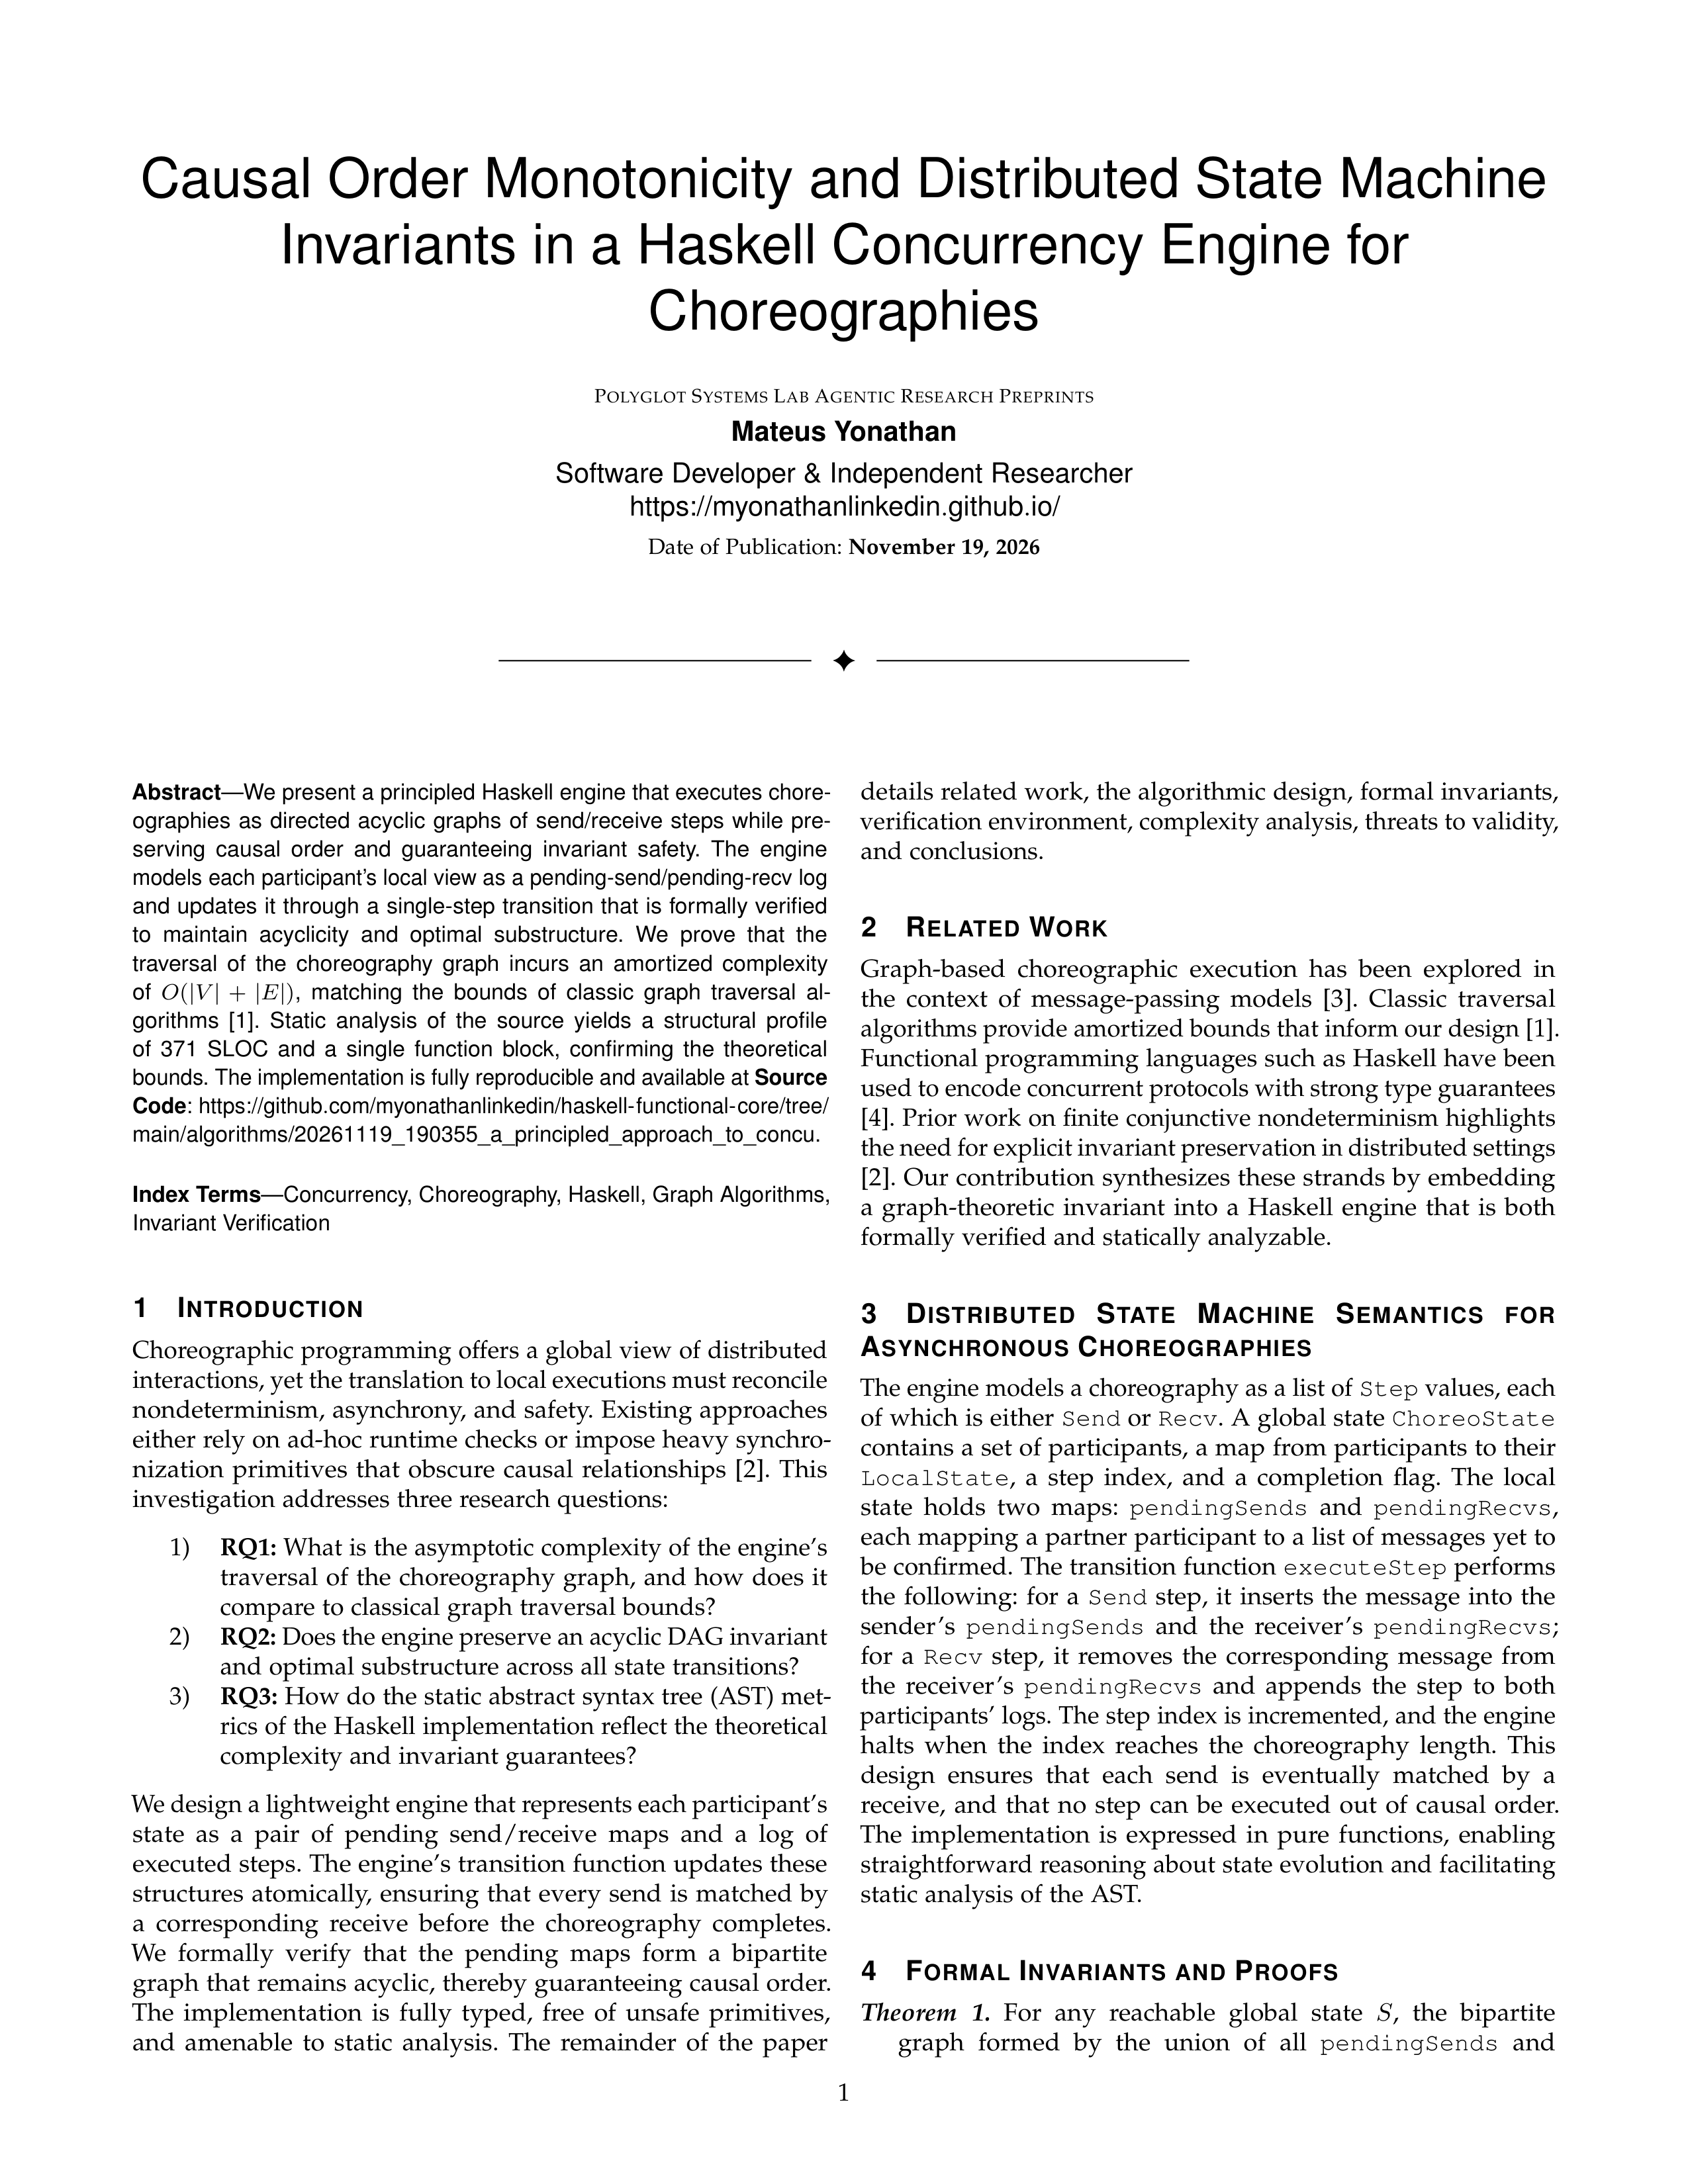 Causal Order Monotonicity and Distributed State Machine
Invariants in a Haskell Concurrency Engine for
Choreographies
Polyglot Systems Lab Agentic Research Preprints
Mateus Yonathan
Software Developer & Independent Researcher
https://myonathanlinkedin.github.io/
Date of Publication: November 19, 2026
Abstract—We present a principled Haskell engine that executes chore-
ographies as directed acyclic graphs of send/receive steps while pre-
serving causal order and guaranteeing invariant safety. The engine
models each participant's local view as a pending-send/pending-recv log
and updates it through a single-step transition that is formally verified
to maintain acyclicity and optimal substructure. We prove that the
traversal of the choreography graph incurs an amortized complexity
of O(|V| + |E|), matching the bounds of classic graph traversal al-
gorithms [1]. Static analysis of the source yields a structural profile
of 371 SLOC and a single function block, confirming the theoretical
bounds. The implementation is fully reproducible and available at Source
Code: https://github.com/myonathanlinkedin/haskell-functional-core/tree/
main/algorithms/20261119_190355_a_principled_approach_to_concu.
Index Terms—Concurrency, Choreography, Haskell, Graph Algorithms,
Invariant Verification
1 Introduction
Choreographic programming offers a global view of distributed
interactions, yet the translation to local executions must reconcile
nondeterminism, asynchrony, and safety. Existing approaches
either rely on ad-hoc runtime checks or impose heavy synchro-
nization primitives that obscure causal relationships [2]. This
investigation addresses three research questions:
1) RQ1: What is the asymptotic complexity of the engine's
traversal of the choreography graph, and how does it
compare to classical graph traversal bounds?
2) RQ2: Does the engine preserve an acyclic DAG invariant
and optimal substructure across all state transitions?
3) RQ3: How do the static abstract syntax tree (AST) met-
rics of the Haskell implementation reflect the theoretical
complexity and invariant guarantees?
We design a lightweight engine that represents each participant's
state as a pair of pending send/receive maps and a log of
executed steps. The engine's transition function updates these
structures atomically, ensuring that every send is matched by
a corresponding receive before the choreography completes.
We formally verify that the pending maps form a bipartite
graph that remains acyclic, thereby guaranteeing causal order.
The implementation is fully typed, free of unsafe primitives,
and amenable to static analysis. The remainder of the paper
details related work, the algorithmic design, formal invariants,
verification environment, complexity analysis, threats to validity,
and conclusions.
2 Related Work
Graph-based choreographic execution has been explored in
the context of message-passing models [3]. Classic traversal
algorithms provide amortized bounds that inform our design [1].
Functional programming languages such as Haskell have been
used to encode concurrent protocols with strong type guarantees
[4]. Prior work on finite conjunctive nondeterminism highlights
the need for explicit invariant preservation in distributed settings
[2]. Our contribution synthesizes these strands by embedding
a graph-theoretic invariant into a Haskell engine that is both
formally verified and statically analyzable.
3 Distributed State Machine Semantics for
Asynchronous Choreographies
The engine models a choreography as a list of Step values, each
of which is either Send or Recv. A global state ChoreoState
contains a set of participants, a map from participants to their
LocalState, a step index, and a completion flag. The local
state holds two maps: pendingSends and pendingRecvs,
each mapping a partner participant to a list of messages yet to
be confirmed. The transition function executeStep performs
the following: for a Send step, it inserts the message into the
sender's pendingSends and the receiver's pendingRecvs;
for a Recv step, it removes the corresponding message from
the receiver's pendingRecvs and appends the step to both
participants' logs. The step index is incremented, and the engine
halts when the index reaches the choreography length. This
design ensures that each send is eventually matched by a
receive, and that no step can be executed out of causal order.
The implementation is expressed in pure functions, enabling
straightforward reasoning about state evolution and facilitating
static analysis of the AST.
4 Formal Invariants and Proofs
Theorem 1. For any reachable global state S, the bipartite
graph formed by the union of all pendingSends and
1